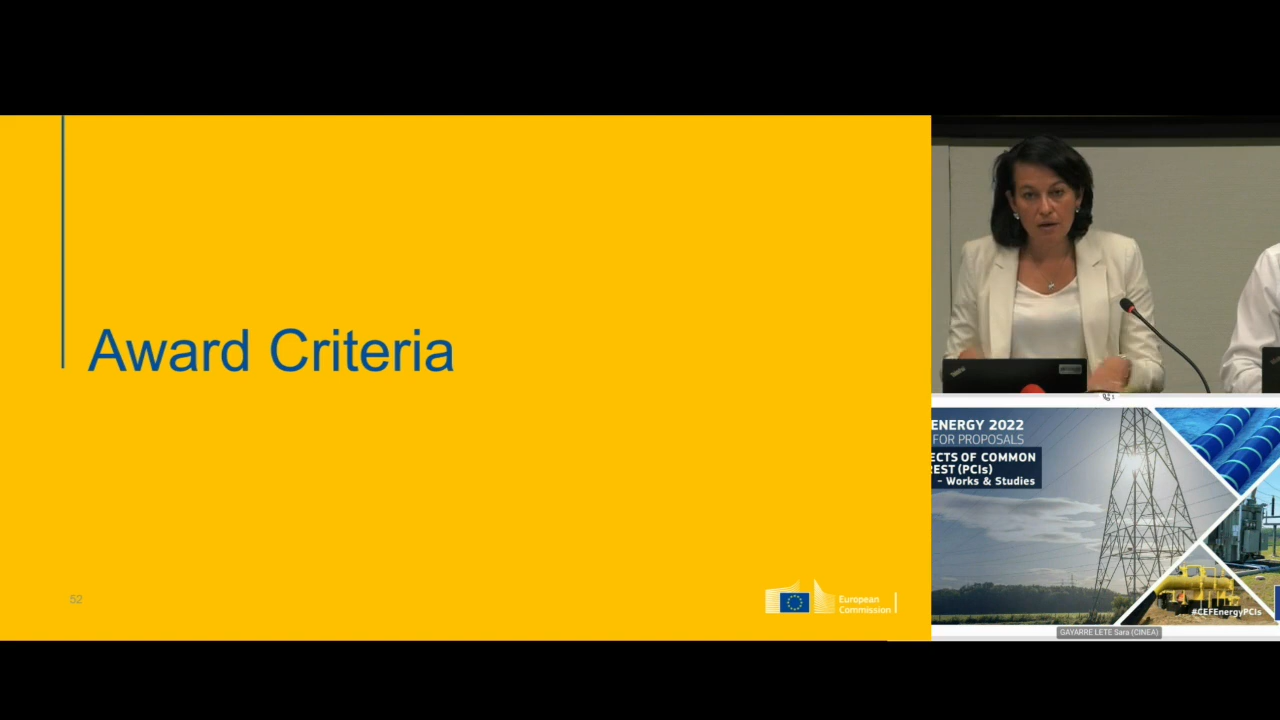 Award Criteria
52
European
Commission
ENERGY 2022
FOR PROPOSALS
ECTS OF COMMON
REST (PCIs)
- Works & Studies
#CEFEnergyPCIs
GAYARRE LETE Sara (CINEA)